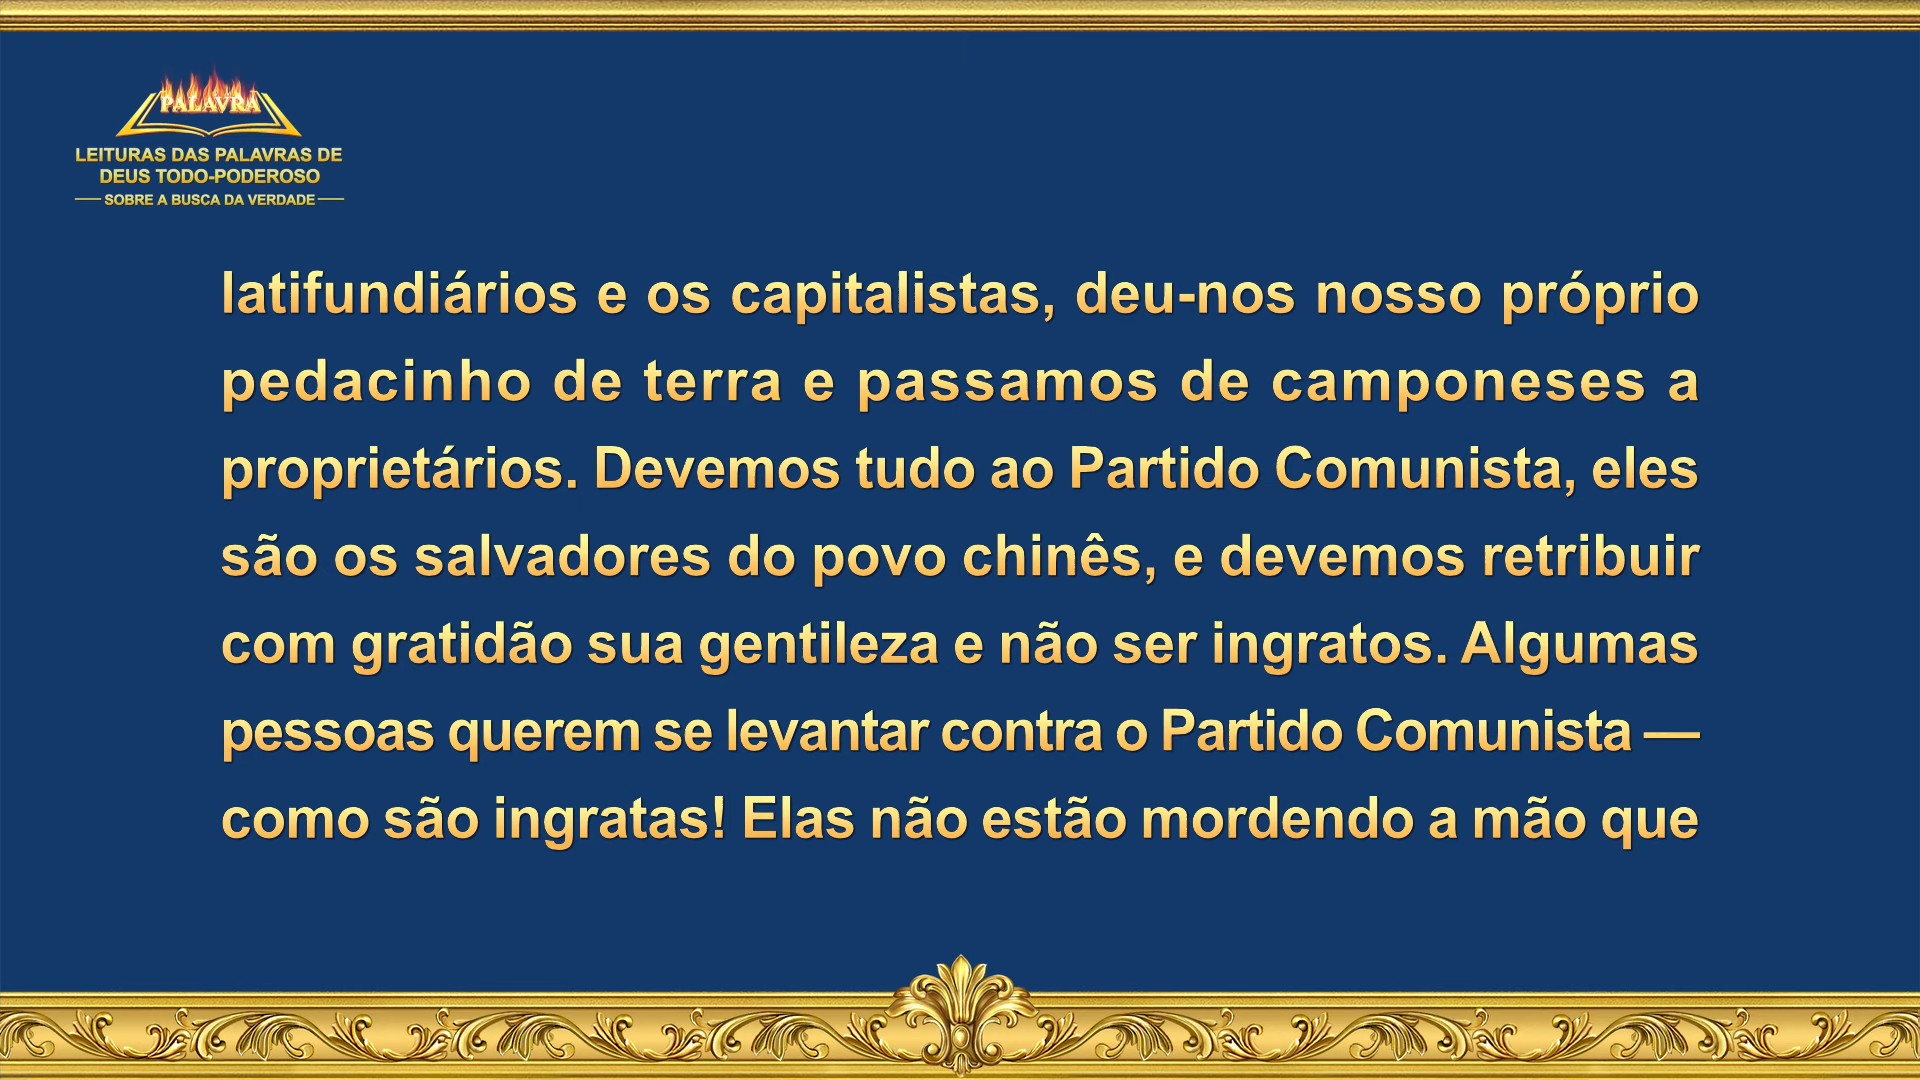 PALAVRA
LEITURAS DAS PALAVRAS DE
DEUS TODO-PODEROSO
SOBRE A BUSCA DA VERDADE
latifundiários e os capitalistas, deu-nos nosso próprio
pedacinho de terra e passamos de camponeses a
proprietários. Devemos tudo ao Partido Comunista, eles
são os salvadores do povo chinês, e devemos retribuir
com gratidão sua gentileza e não ser ingratos. Algumas
pessoas querem se levantar contra o Partido Comunista —
como são ingratas! Elas não estão mordendo a mão que